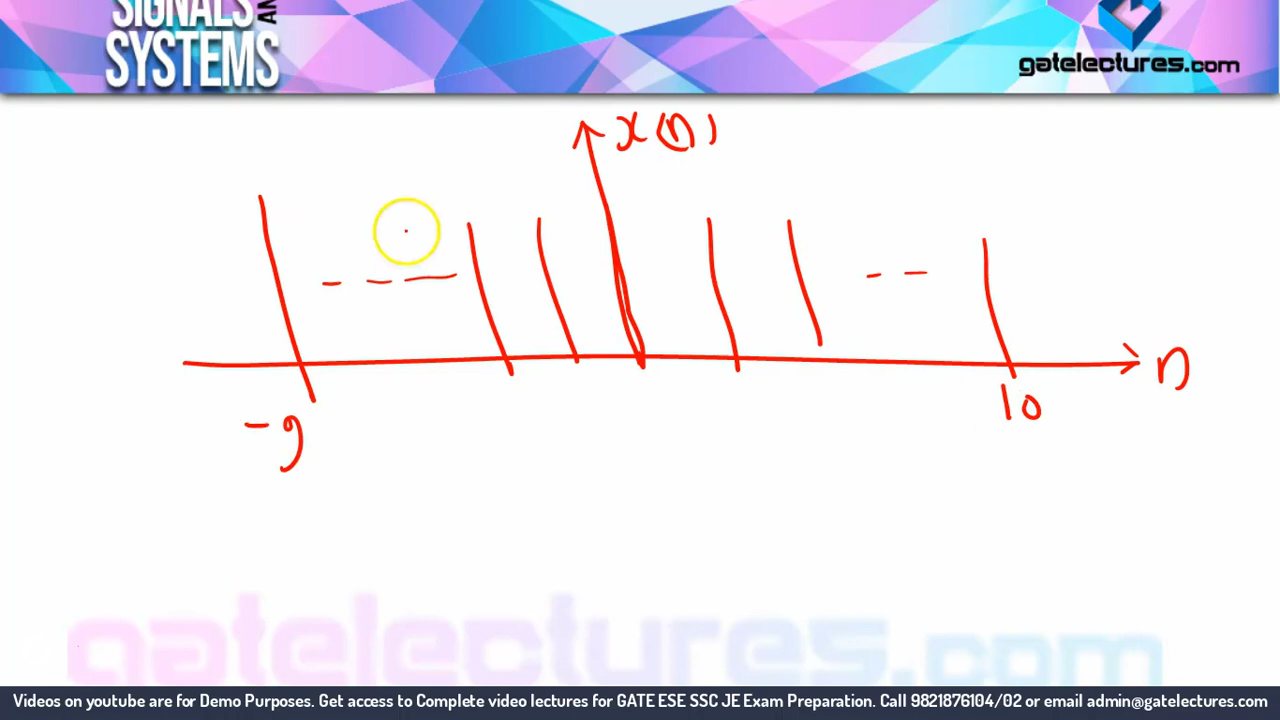 SIGNALS AND
SYSTEMS
gatelectures.com
x(n)
n
-9
10
gatelectures.com
Videos on youtube are for Demo Purposes. Get access to Complete video lectures for GATE ESE SSC JE Exam Preparation. Call 9821876104/02 or email admin@gatelectures.com